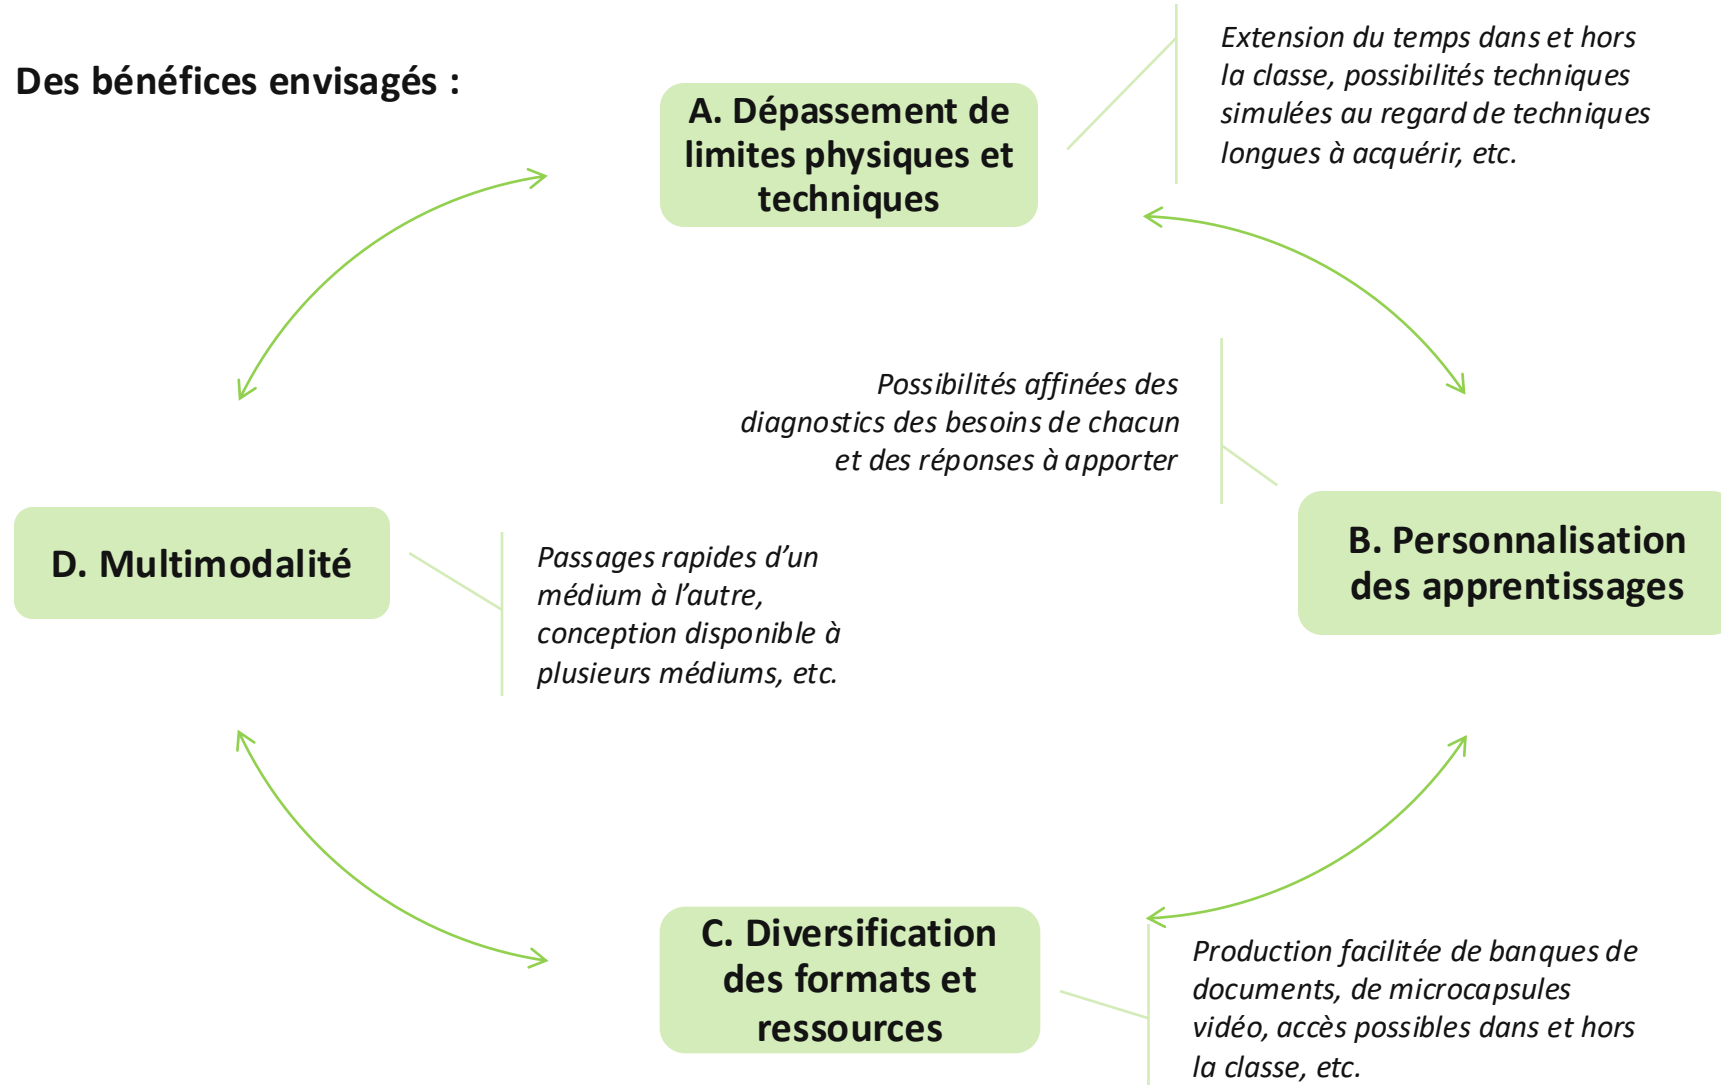 Des bénéfices envisagés :
A. Dépassement de
limites physiques et
techniques
Extension du temps dans et hors
la classe, possibilités techniques
simulées au regard de techniques
longues à acquérir, etc.
Possibilités affinées des
diagnostics des besoins de chacun
et des réponses à apporter
B. Personnalisation
des apprentissages
D. Multimodalité
Passages rapides d’un
médium à l’autre,
conception disponible à
plusieurs médiums, etc.
C. Diversification
des formats et
ressources
Production facilitée de banques de
documents, de microcapsules
vidéo, accès possibles dans et hors
la classe, etc.